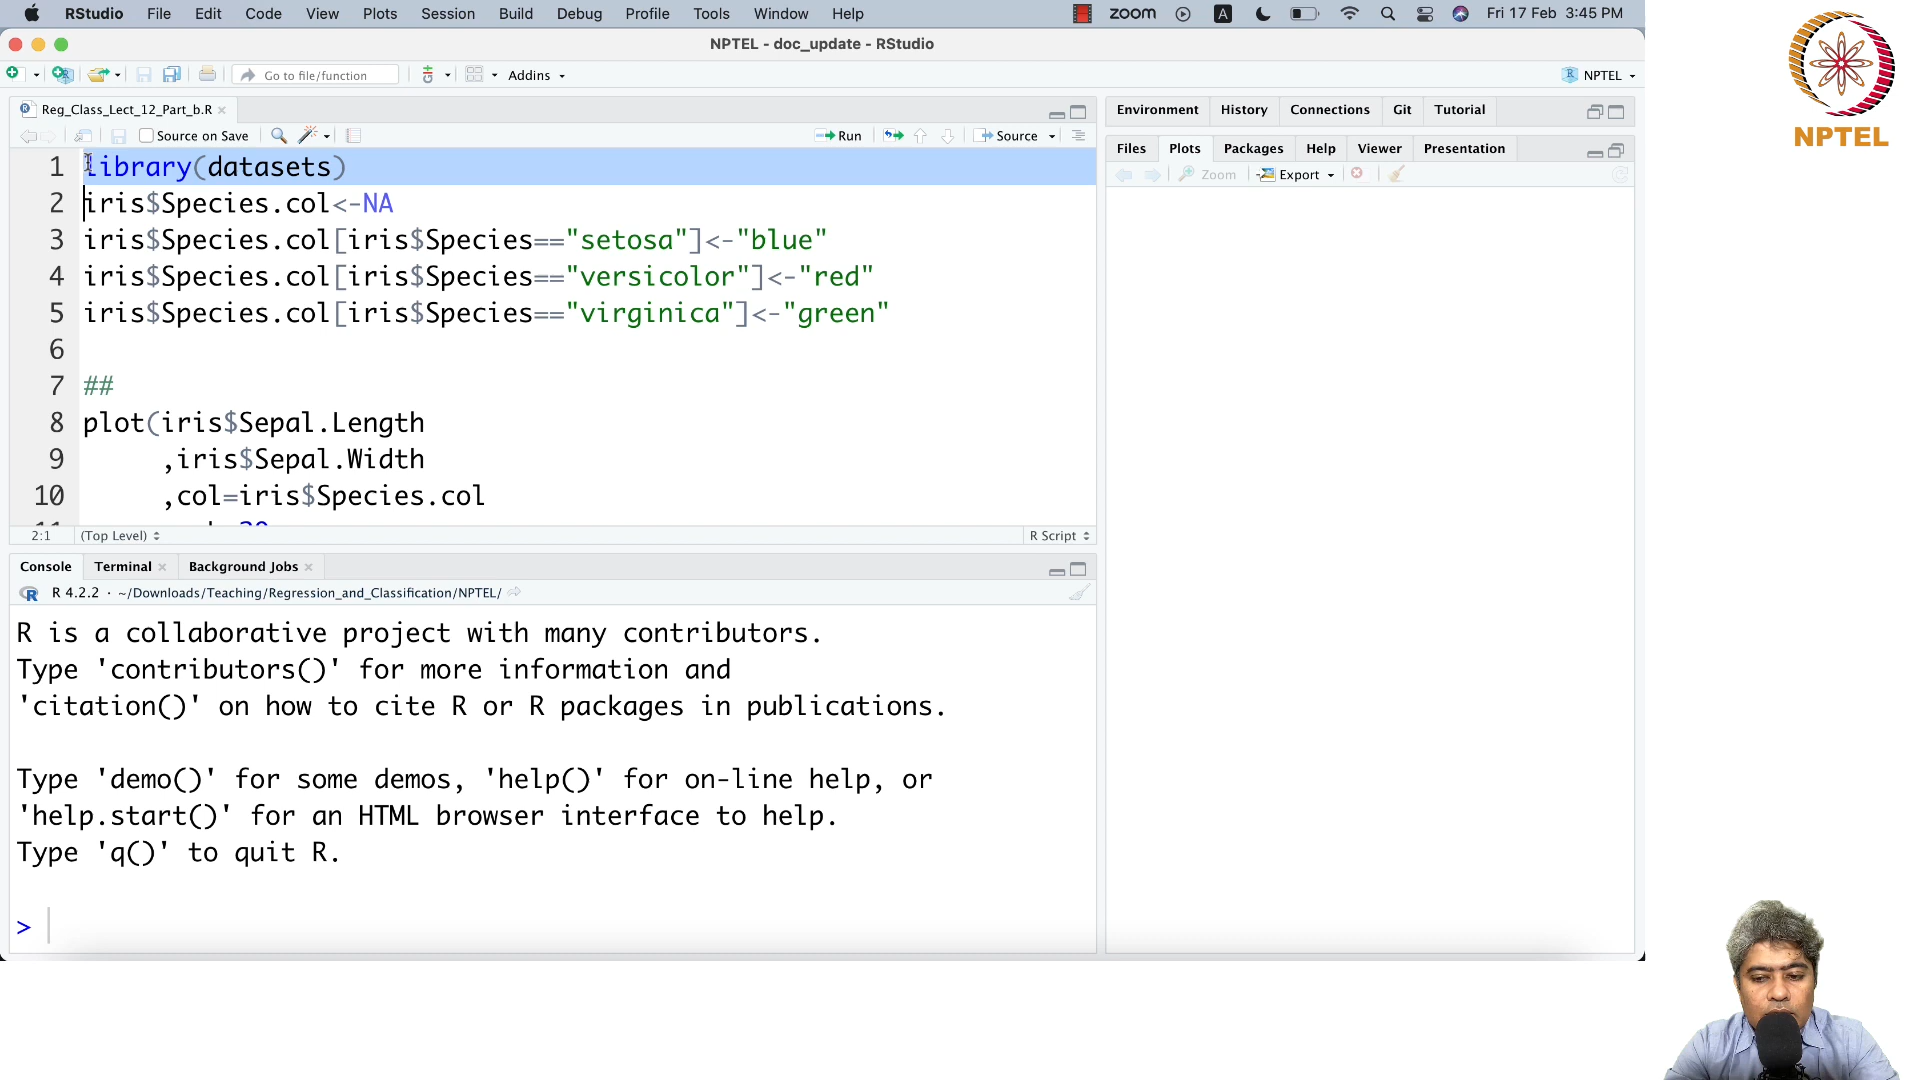 RStudio File Edit Code View Plots Session Build Debug Profile Tools Window Help zoom A Fri 17 Feb 3:45 PM
NPTEL - doc_update - RStudio
Go to file/function Addins NPTEL
Reg_Class_Lect_12_Part_b.R
Source on Save Run Source
1 library(datasets)
2 iris$Species.col<-NA
3 iris$Species.col[iris$Species=="setosa"]<-"blue"
4 iris$Species.col[iris$Species=="versicolor"]<-"red"
5 iris$Species.col[iris$Species=="virginica"]<-"green"
6
7 ##
8 plot(iris$Sepal.Length
9 ,iris$Sepal.Width
10 ,col=iris$Species.col
2:1 (Top Level) R Script
Console Terminal Background Jobs
R 4.2.2 · ~/Downloads/Teaching/Regression_and_Classification/NPTEL/
R is a collaborative project with many contributors.
Type 'contributors()' for more information and
'citation()' on how to cite R or R packages in publications.
Type 'demo()' for some demos, 'help()' for on-line help, or
'help.start()' for an HTML browser interface to help.
Type 'q()' to quit R.
>
Environment History Connections Git Tutorial
Files Plots Packages Help Viewer Presentation
Zoom Export
NPTEL